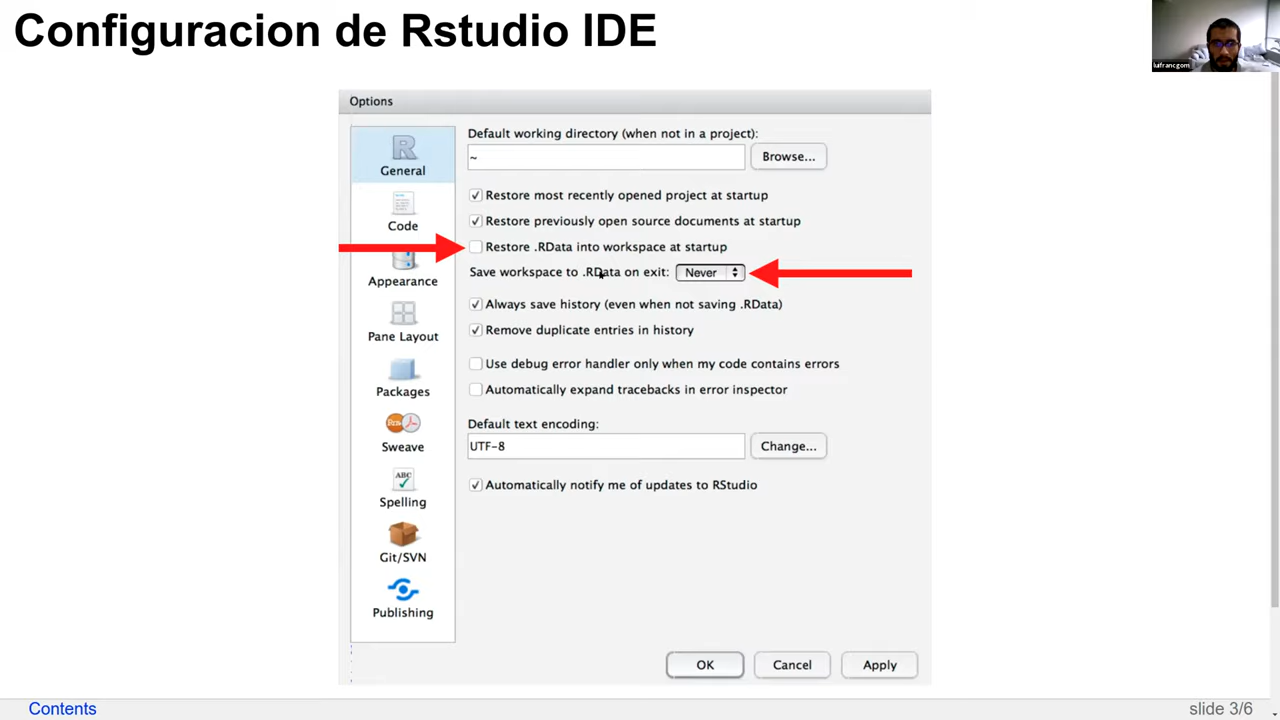 Configuracion de Rstudio IDE
luifrancgom
Options
General
Code
Appearance
Pane Layout
Packages
Rnw
Sweave
ABC
Spelling
Git/SVN
Publishing
Default working directory (when not in a project):
~
Browse...
Restore most recently opened project at startup
Restore previously open source documents at startup
Restore .RData into workspace at startup
Save workspace to .RData on exit: Never
Always save history (even when not saving .RData)
Remove duplicate entries in history
Use debug error handler only when my code contains errors
Automatically expand tracebacks in error inspector
Default text encoding:
UTF-8
Change...
Automatically notify me of updates to RStudio
OK Cancel Apply
Contents
slide 3/6